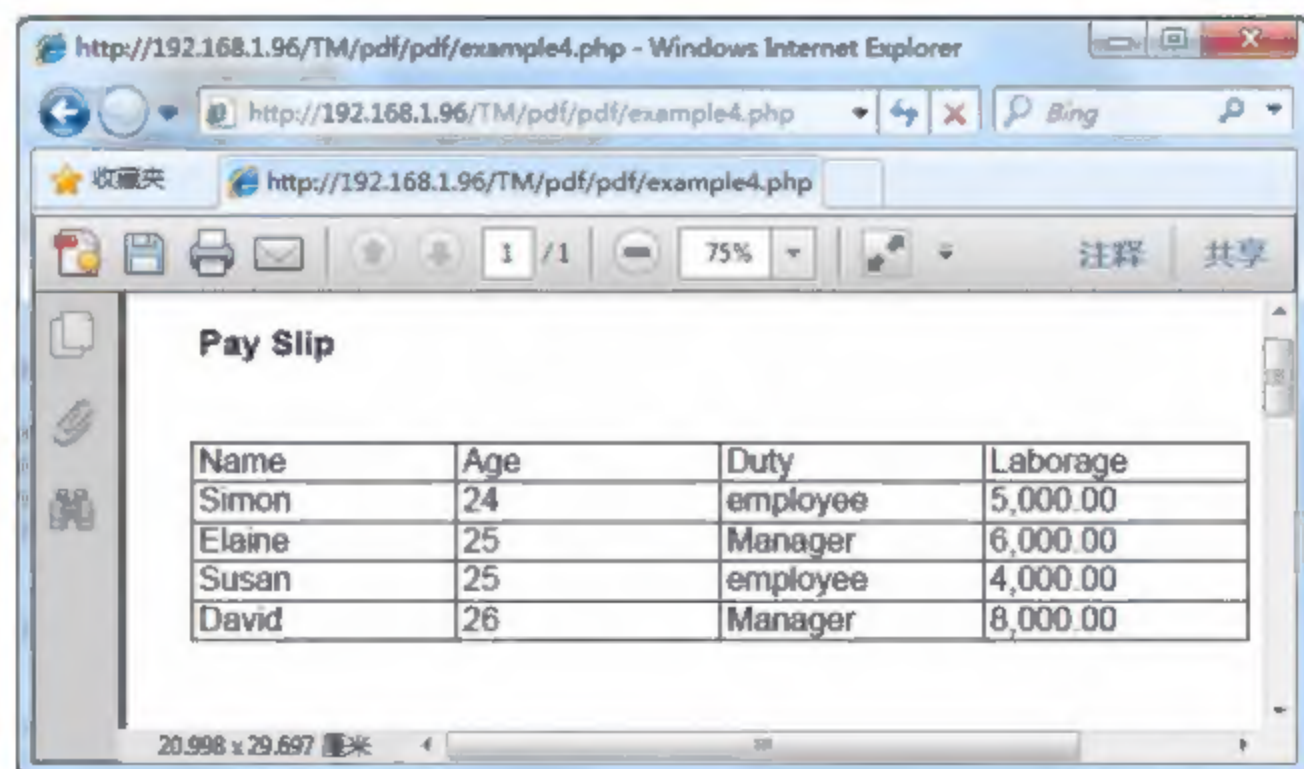 http://192.168.1.96/TM/pdf/pdf/example4.php - Windows Internet Explorer
http://192.168.1.96/TM/pdf/pdf/example4.php Bing
收藏夹 http://192.168.1.96/TM/pdf/pdf/example4.php
1 / 1 75% 注释 共享
Pay Slip
Name Age Duty Laborage
Simon 24 employee 5,000.00
Elaine 25 Manager 6,000.00
Susan 25 employee 4,000.00
David 26 Manager 8,000.00
20.998 x 29.697 厘米